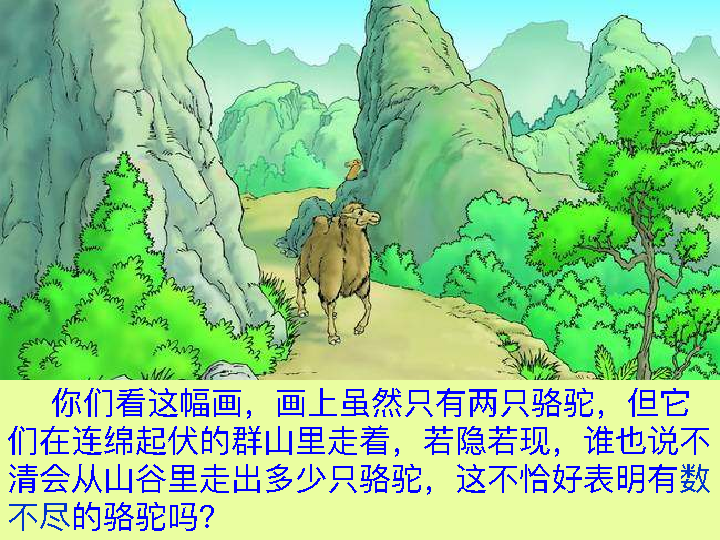 你们看这幅画，画上虽然只有两只骆驼，但它
们在连绵起伏的群山里走着，若隐若现，谁也说不
清会从山谷里走出多少只骆驼，这不恰好表明有数
不尽的骆驼吗？